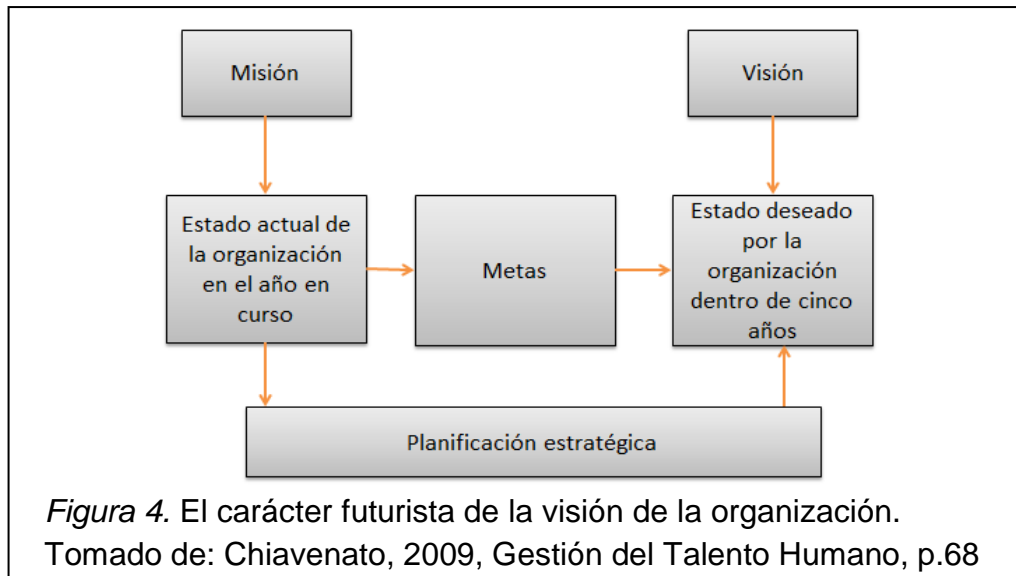 Misión
Visión
Estado actual de
la organización
en el año en
curso
Metas
Estado deseado
por la
organización
dentro de cinco
años
Planificación estratégica
Figura 4. El carácter futurista de la visión de la organización.
Tomado de: Chiavenato, 2009, Gestión del Talento Humano, p.68